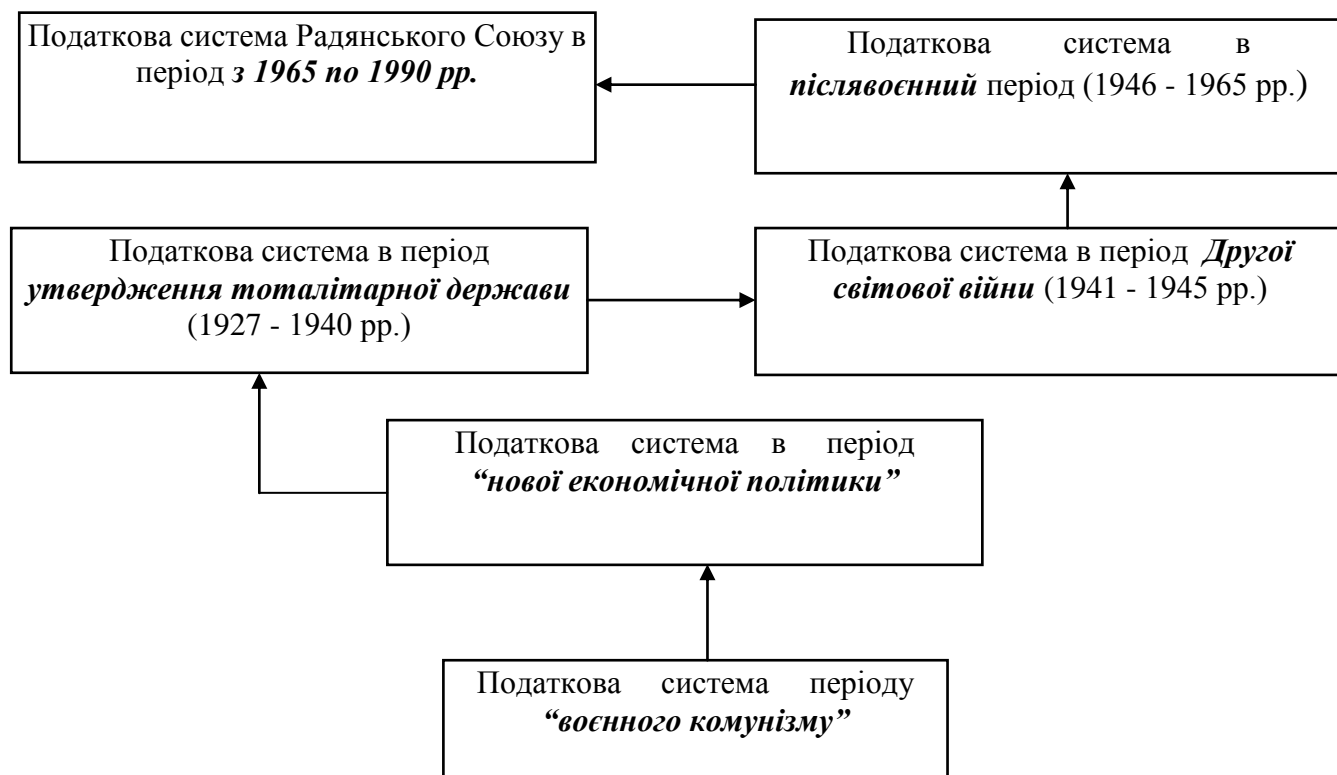 Податкова система Радянського Союзу в
період з 1965 по 1990 рр.
Податкова система в
післявоєнний період (1946 - 1965 рр.)
Податкова система в період
утвердження тоталітарної держави
(1927 - 1940 рр.)
Податкова система в період Другої
світової війни (1941 - 1945 рр.)
Податкова система в період
“нової економічної політики”
Податкова система періоду
“воєнного комунізму”